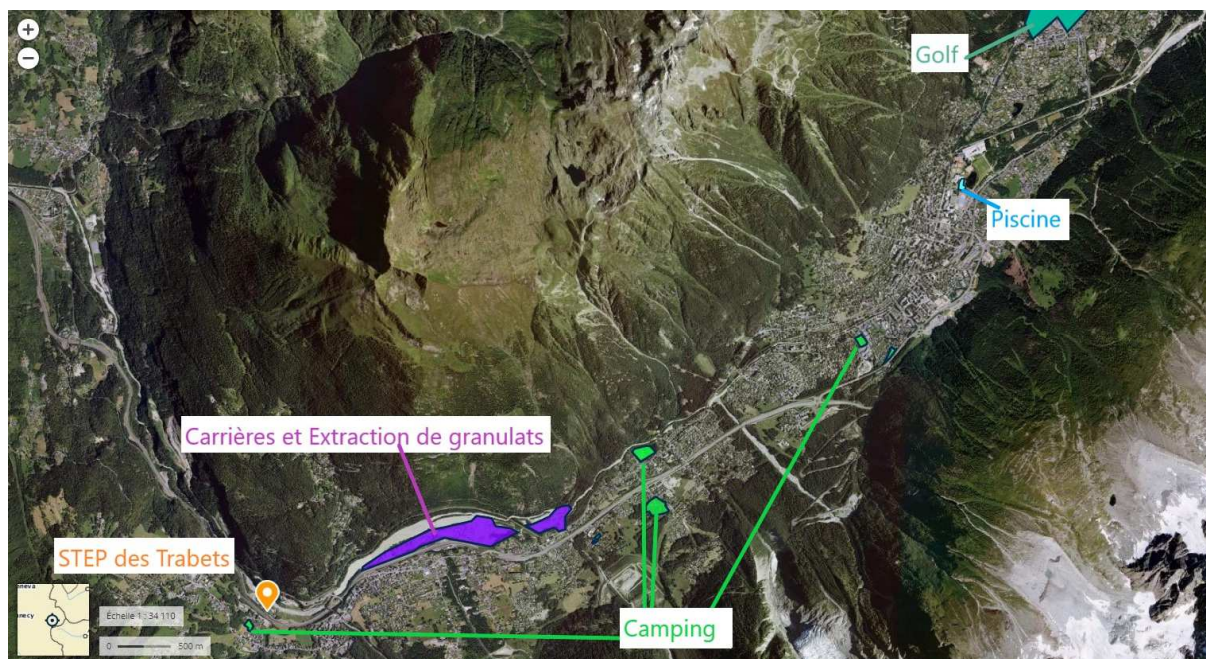 +
−
Golf
Piscine
Carrières et Extraction de granulats
STEP des Trabets
Échelle 1 : 34 110
0 500 m
Camping